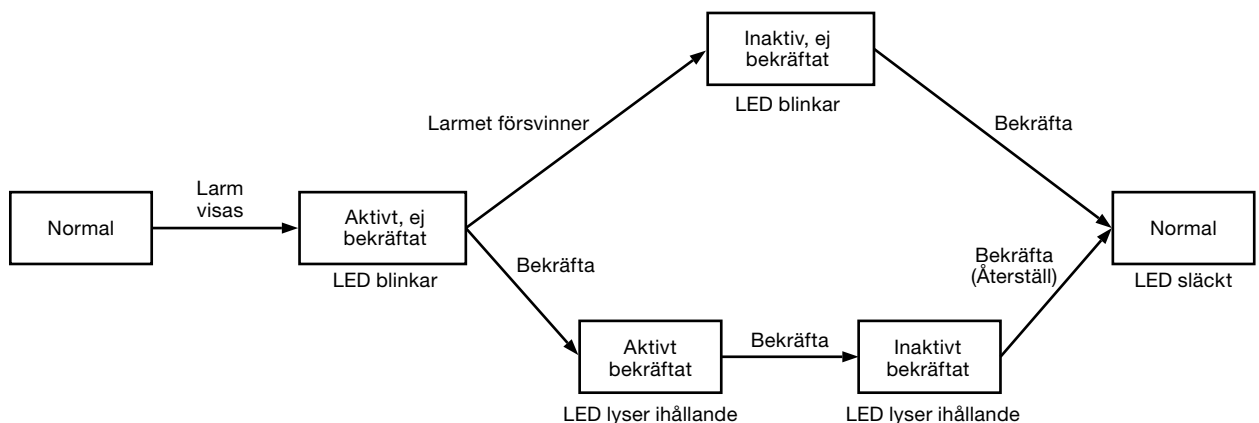 Inaktiv, ej
bekräftat
LED blinkar
Larmet försvinner
Bekräfta
Larm
visas
Normal
Aktivt, ej
bekräftat
LED blinkar
Bekräfta
Bekräfta
(Återställ)
Normal
LED släckt
Aktivt
bekräftat
LED lyser ihållande
Bekräfta
Inaktivt
bekräftat
LED lyser ihållande